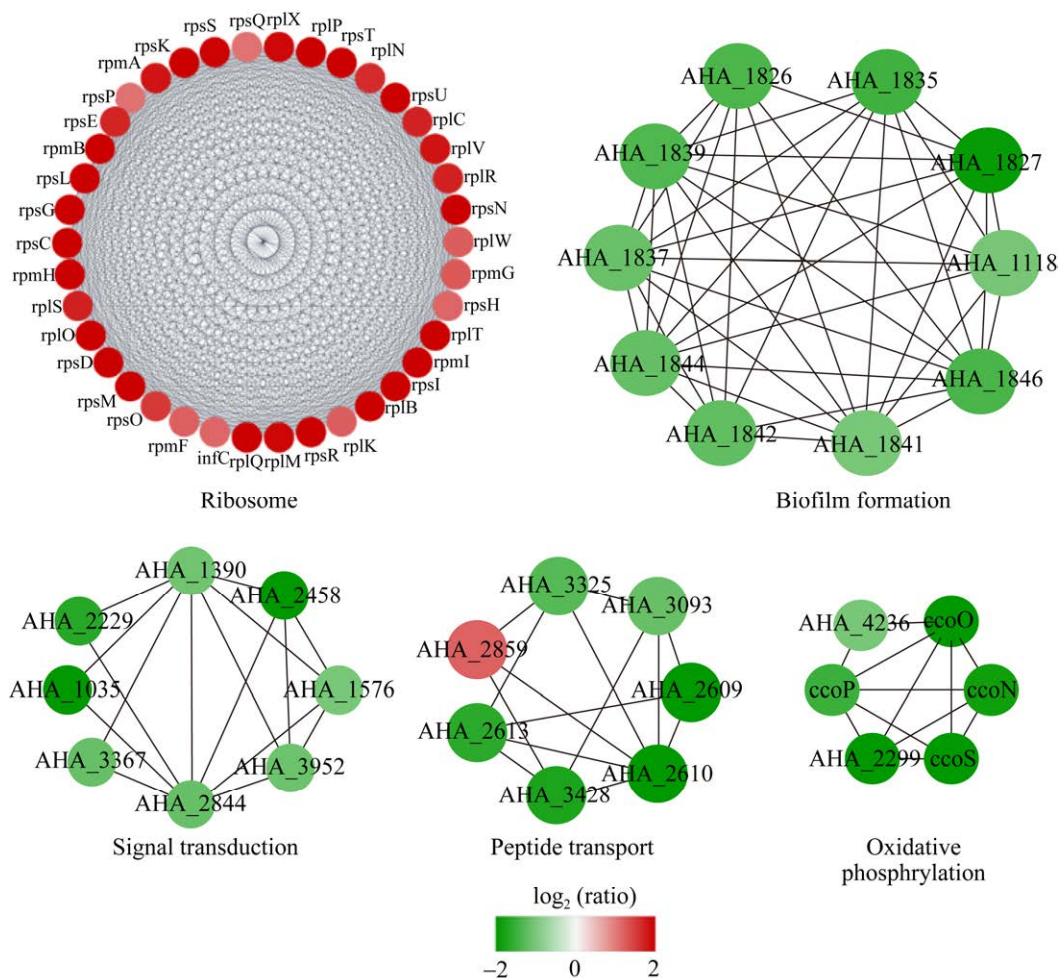 rpsQ
rplX
rplP
rpsT
rplN
rpsU
rplC
rplV
rplR
rpsN
rplW
rpmG
rpsH
rplT
rpmI
rpsI
rplB
rplK
rpsR
rplM
rplQ
infC
rpmF
rpsO
rpsM
rpsD
rplO
rplS
rpmH
rpsC
rpsG
rpsL
rpmB
rpsE
rpsP
rpmA
rpsK
rpsS
Ribosome
AHA_1826
AHA_1835
AHA_1839
AHA_1827
AHA_1837
AHA_1118
AHA_1844
AHA_1846
AHA_1842
AHA_1841
Biofilm formation
AHA_1390
AHA_2458
AHA_2229
AHA_1035
AHA_1576
AHA_3367
AHA_3952
AHA_2844
Signal transduction
AHA_3325
AHA_3093
AHA_2859
AHA_2609
AHA_2613
AHA_2610
AHA_3428
Peptide transport
AHA_4236
ccoO
ccoP
ccoN
AHA_2299
ccoS
Oxidative
phosphrylation
log₂ (ratio)
−2 0 2